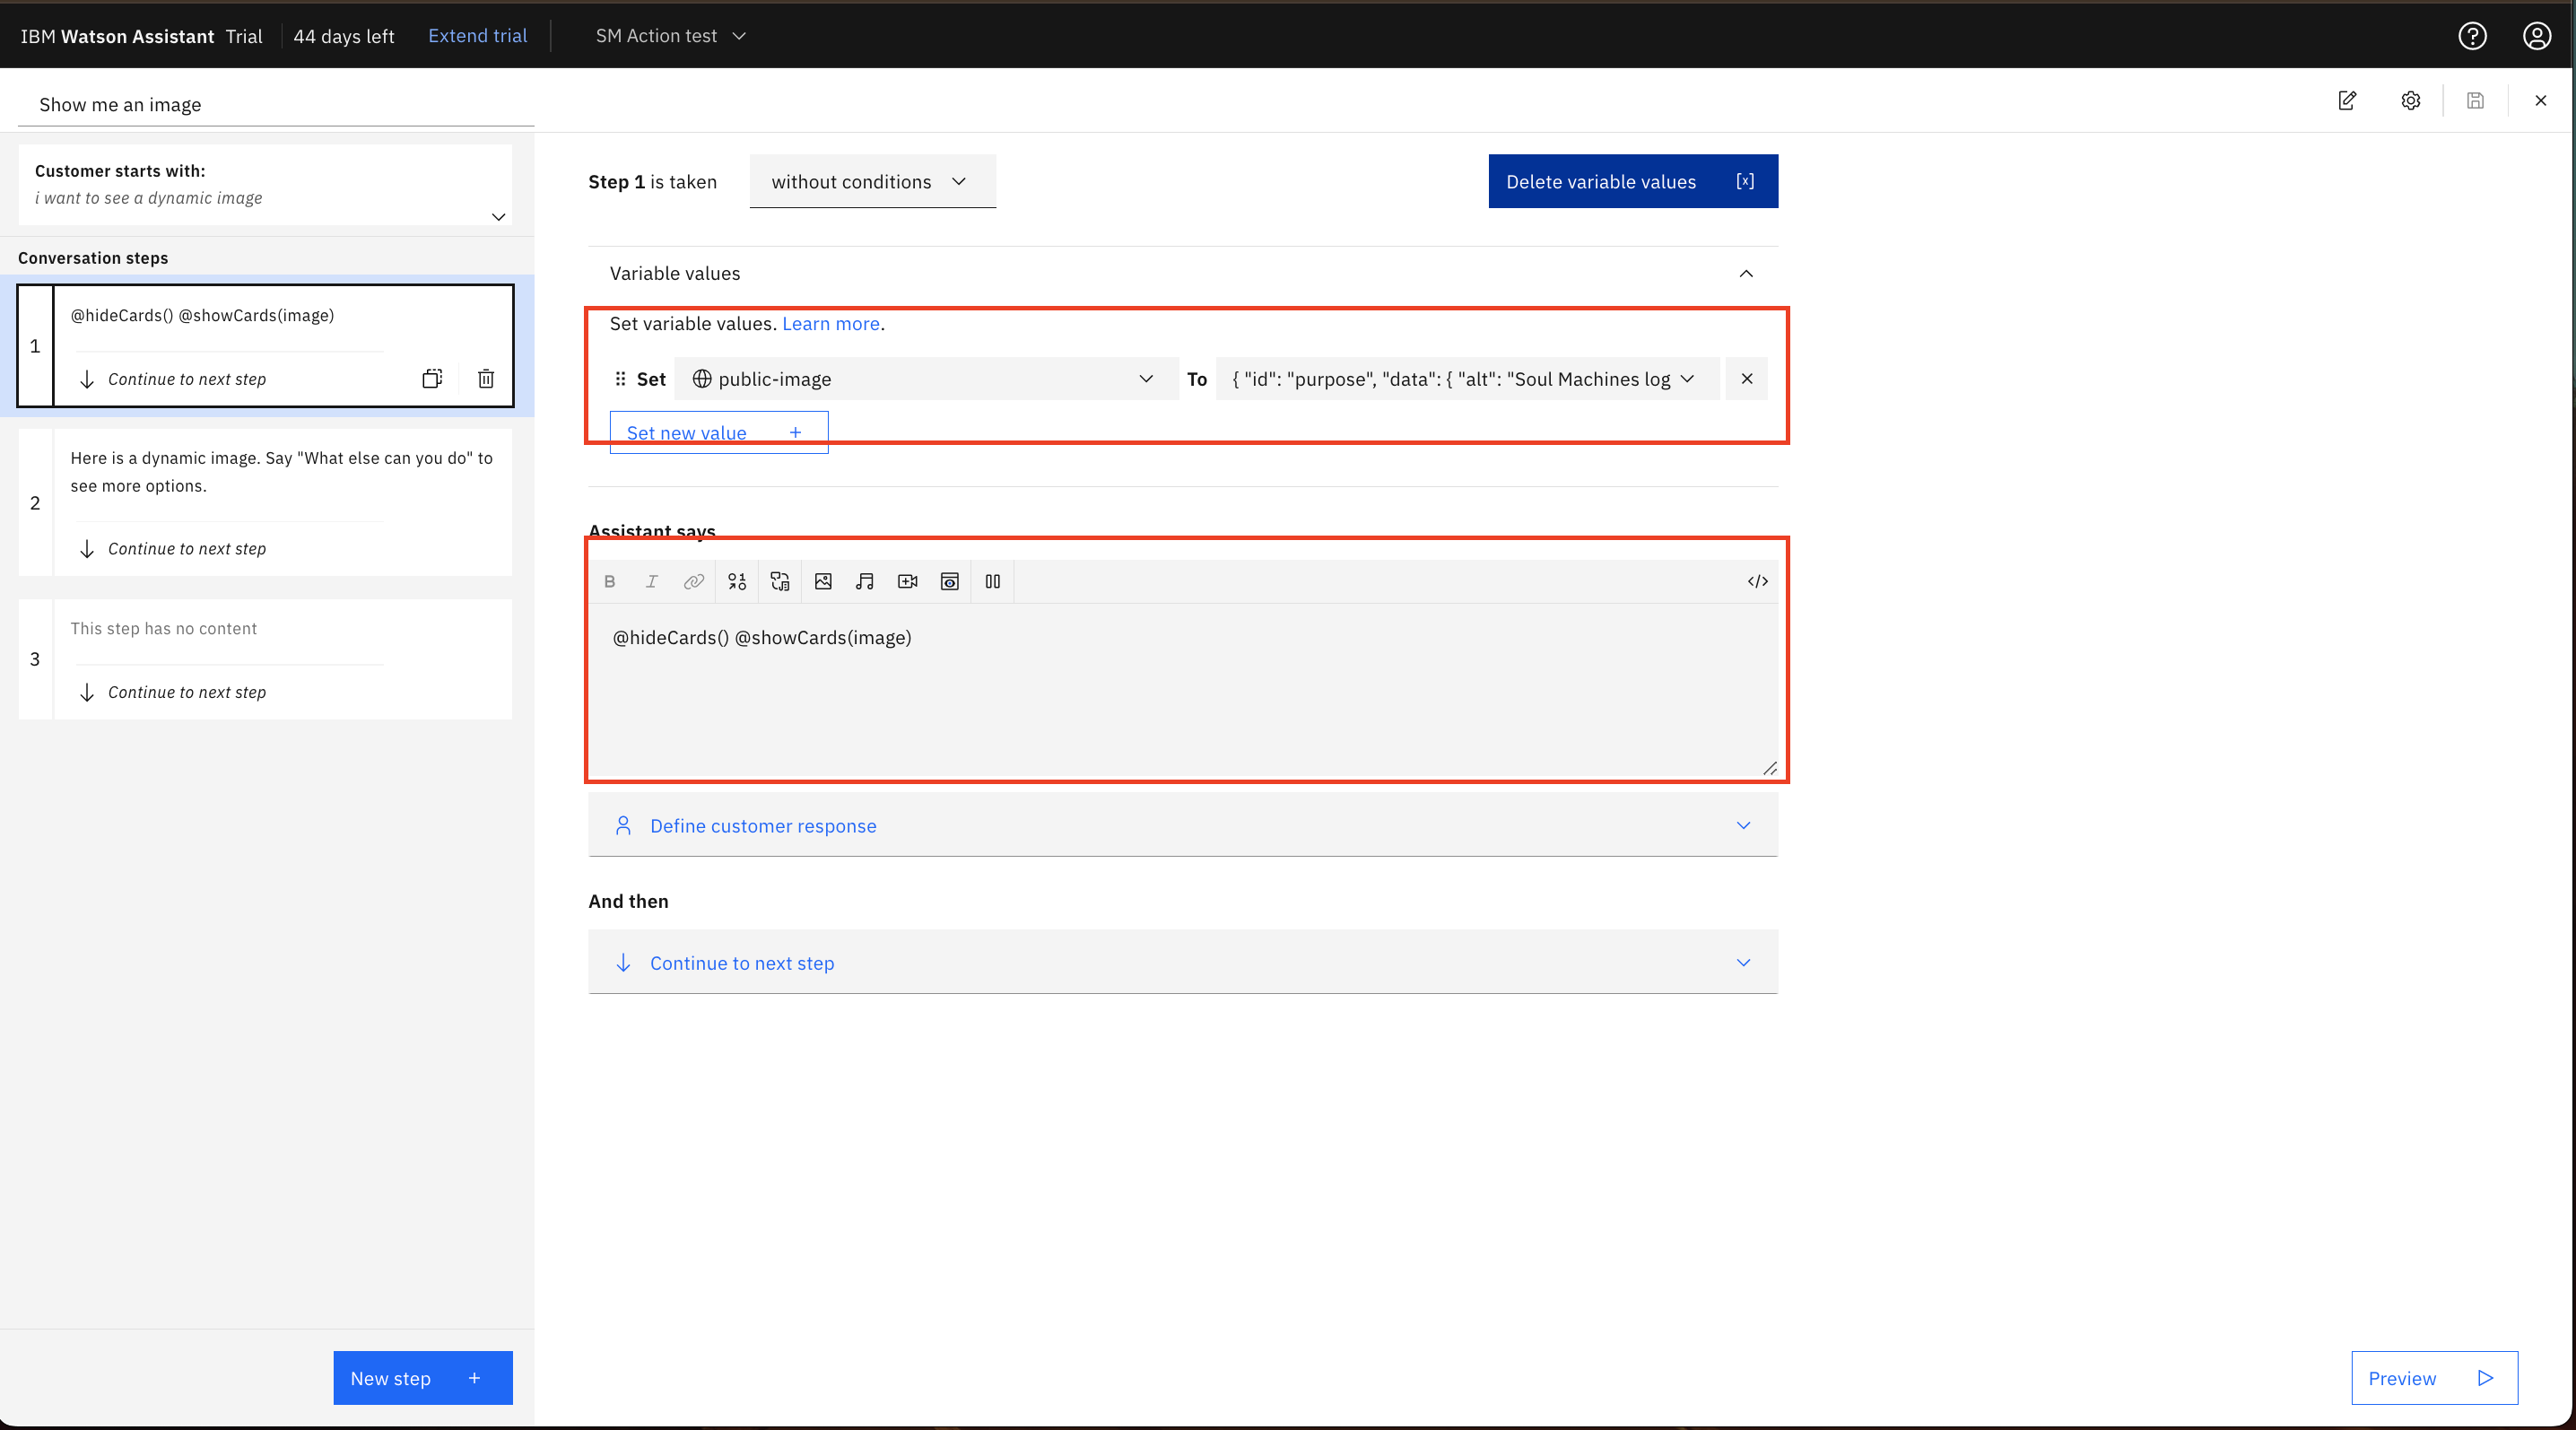 IBM Watson Assistant Trial 44 days left Extend trial SM Action test
Show me an image
Customer starts with:
i want to see a dynamic image
Conversation steps
1
@hideCards() @showCards(image)
Continue to next step
2
Here is a dynamic image. Say "What else can you do" to
see more options.
Continue to next step
3
This step has no content
Continue to next step
New step +
Step 1 is taken without conditions Delete variable values [x]
Variable values
Set variable values. Learn more.
Set public-image To { "id": "purpose", "data": { "alt": "Soul Machines log
Set new value +
Assistant says
B I </>
@hideCards() @showCards(image)
Define customer response
And then
Continue to next step
Preview